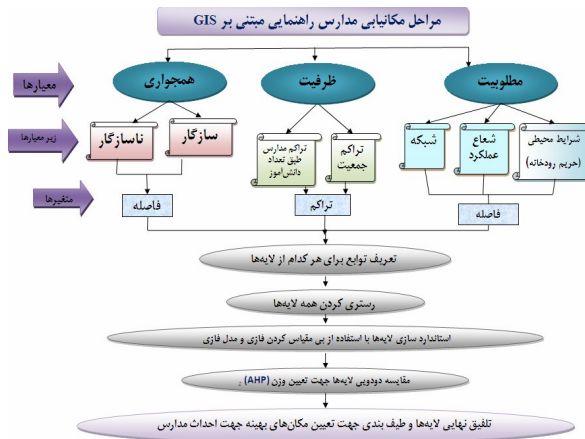 مراحل مکانیابی مدارس راهنمایی مبتنی بر GIS
معیارها
مطلوبیت
ظرفیت
همجواری
زیر معیارها
شرایط محیطی
(حریم رودخانه)
شعاع
عملکرد
شبکه
تراکم
جمعیت
تراکم مدارس
طبق تعداد
دانش‌آموز
سازگار
ناسازگار
متغیرها
فاصله
تراکم
فاصله
تعریف توابع برای هر کدام از لایه‌ها
رستری کردن همه لایه‌ها
استاندارد سازی لایه‌ها با استفاده از بی مقیاس کردن فازی و مدل فازی
مقایسه دودویی لایه‌ها جهت تعیین وزن (AHP)
تلفیق نهایی لایه‌ها و طیف بندی جهت تعیین مکان‌های بهینه جهت احداث مدارس